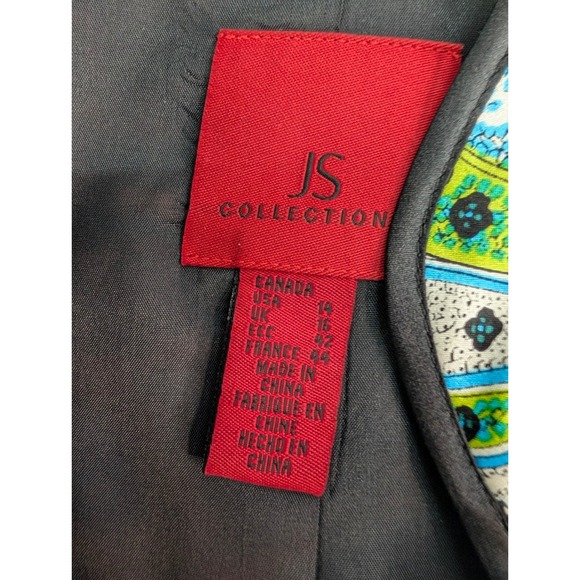 JS
COLLECTION
CANADA
USA 14
UK 16
ECC 42
FRANCE 44
MADE IN
CHINA
FABRIQUE EN
CHINE
HECHO EN
CHINA